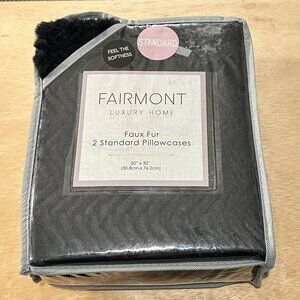 FEEL THE
SOFTNESS
STANDARD
FAIRMONT
LUXURY HOME
Faux Fur
2 Standard Pillowcases
20" x 30"
(50.8cm x 76.2cm)